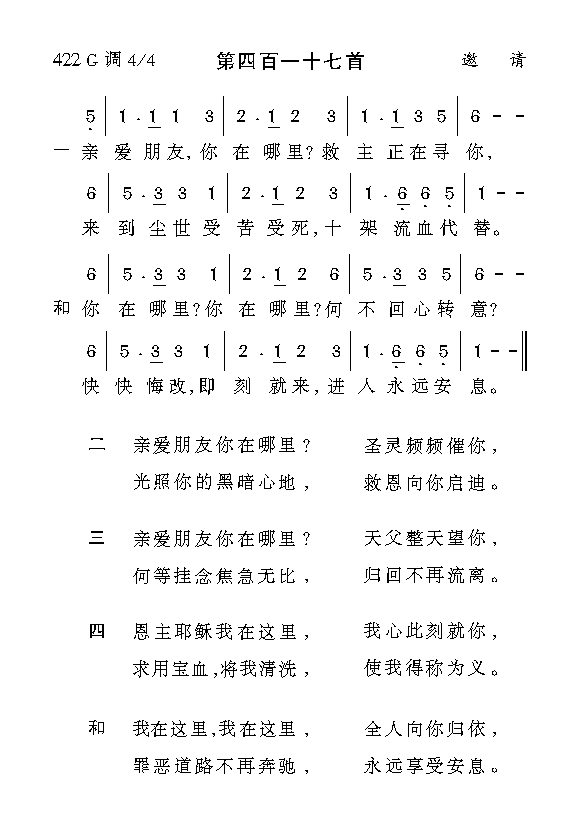 422 G 调 4/4 第四百一十七首 邀 请
5 | 1 . 1 1 3 | 2 . 1 2 3 | 1 . 1 3 5 | 6 - -
一 亲 爱 朋友, 你 在 哪里? 救 主 正在寻 你,
6 | 5 . 3 3 1 | 2 . 1 2 3 | 1 . 6 6 5 | 1 - -
来 到 尘世 受 苦 受死, 十 架 流血代 替。
6 | 5 . 3 3 1 | 2 . 1 2 6 | 5 . 3 3 5 | 6 - -
和 你 在 哪里? 你 在 哪里? 何 不 回心转 意?
6 | 5 . 3 3 1 | 2 . 1 2 3 | 1 . 6 6 5 | 1 - - ‖
快 快 悔改, 即 刻 就来, 进 人 永远安 息。
二 亲爱朋友你在哪里? 圣灵频频催你,
光照你的黑暗心地, 救恩向你启迪。
三 亲爱朋友你在哪里? 天父整天望你,
何等挂念焦急无比, 归回不再流离。
四 恩主耶稣我在这里, 我心此刻就你,
求用宝血,将我清洗, 使我得称为义。
和 我在这里,我在这里, 全人向你归依,
罪恶道路不再奔驰, 永远享受安息。